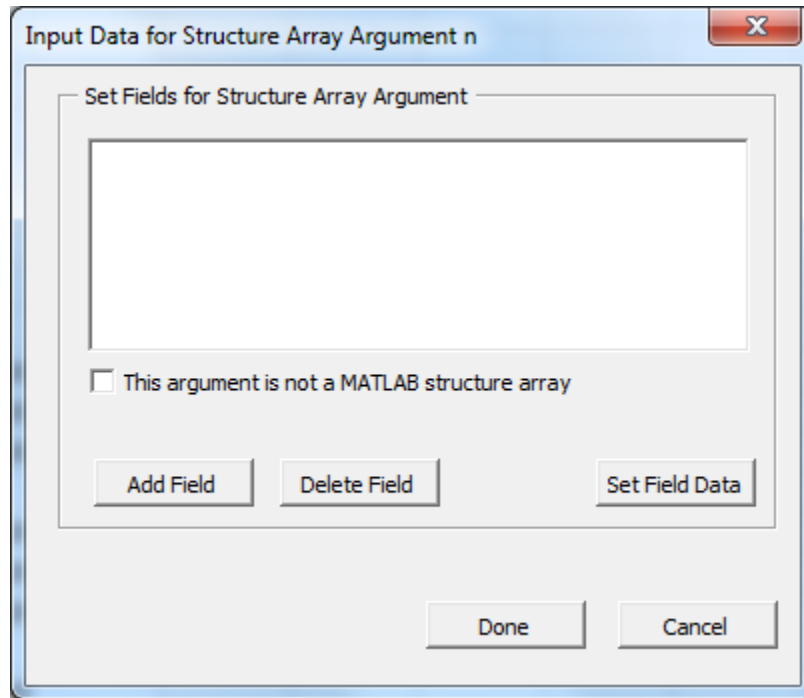 Input Data for Structure Array Argument n
Set Fields for Structure Array Argument
This argument is not a MATLAB structure array
Add Field Delete Field Set Field Data
Done Cancel